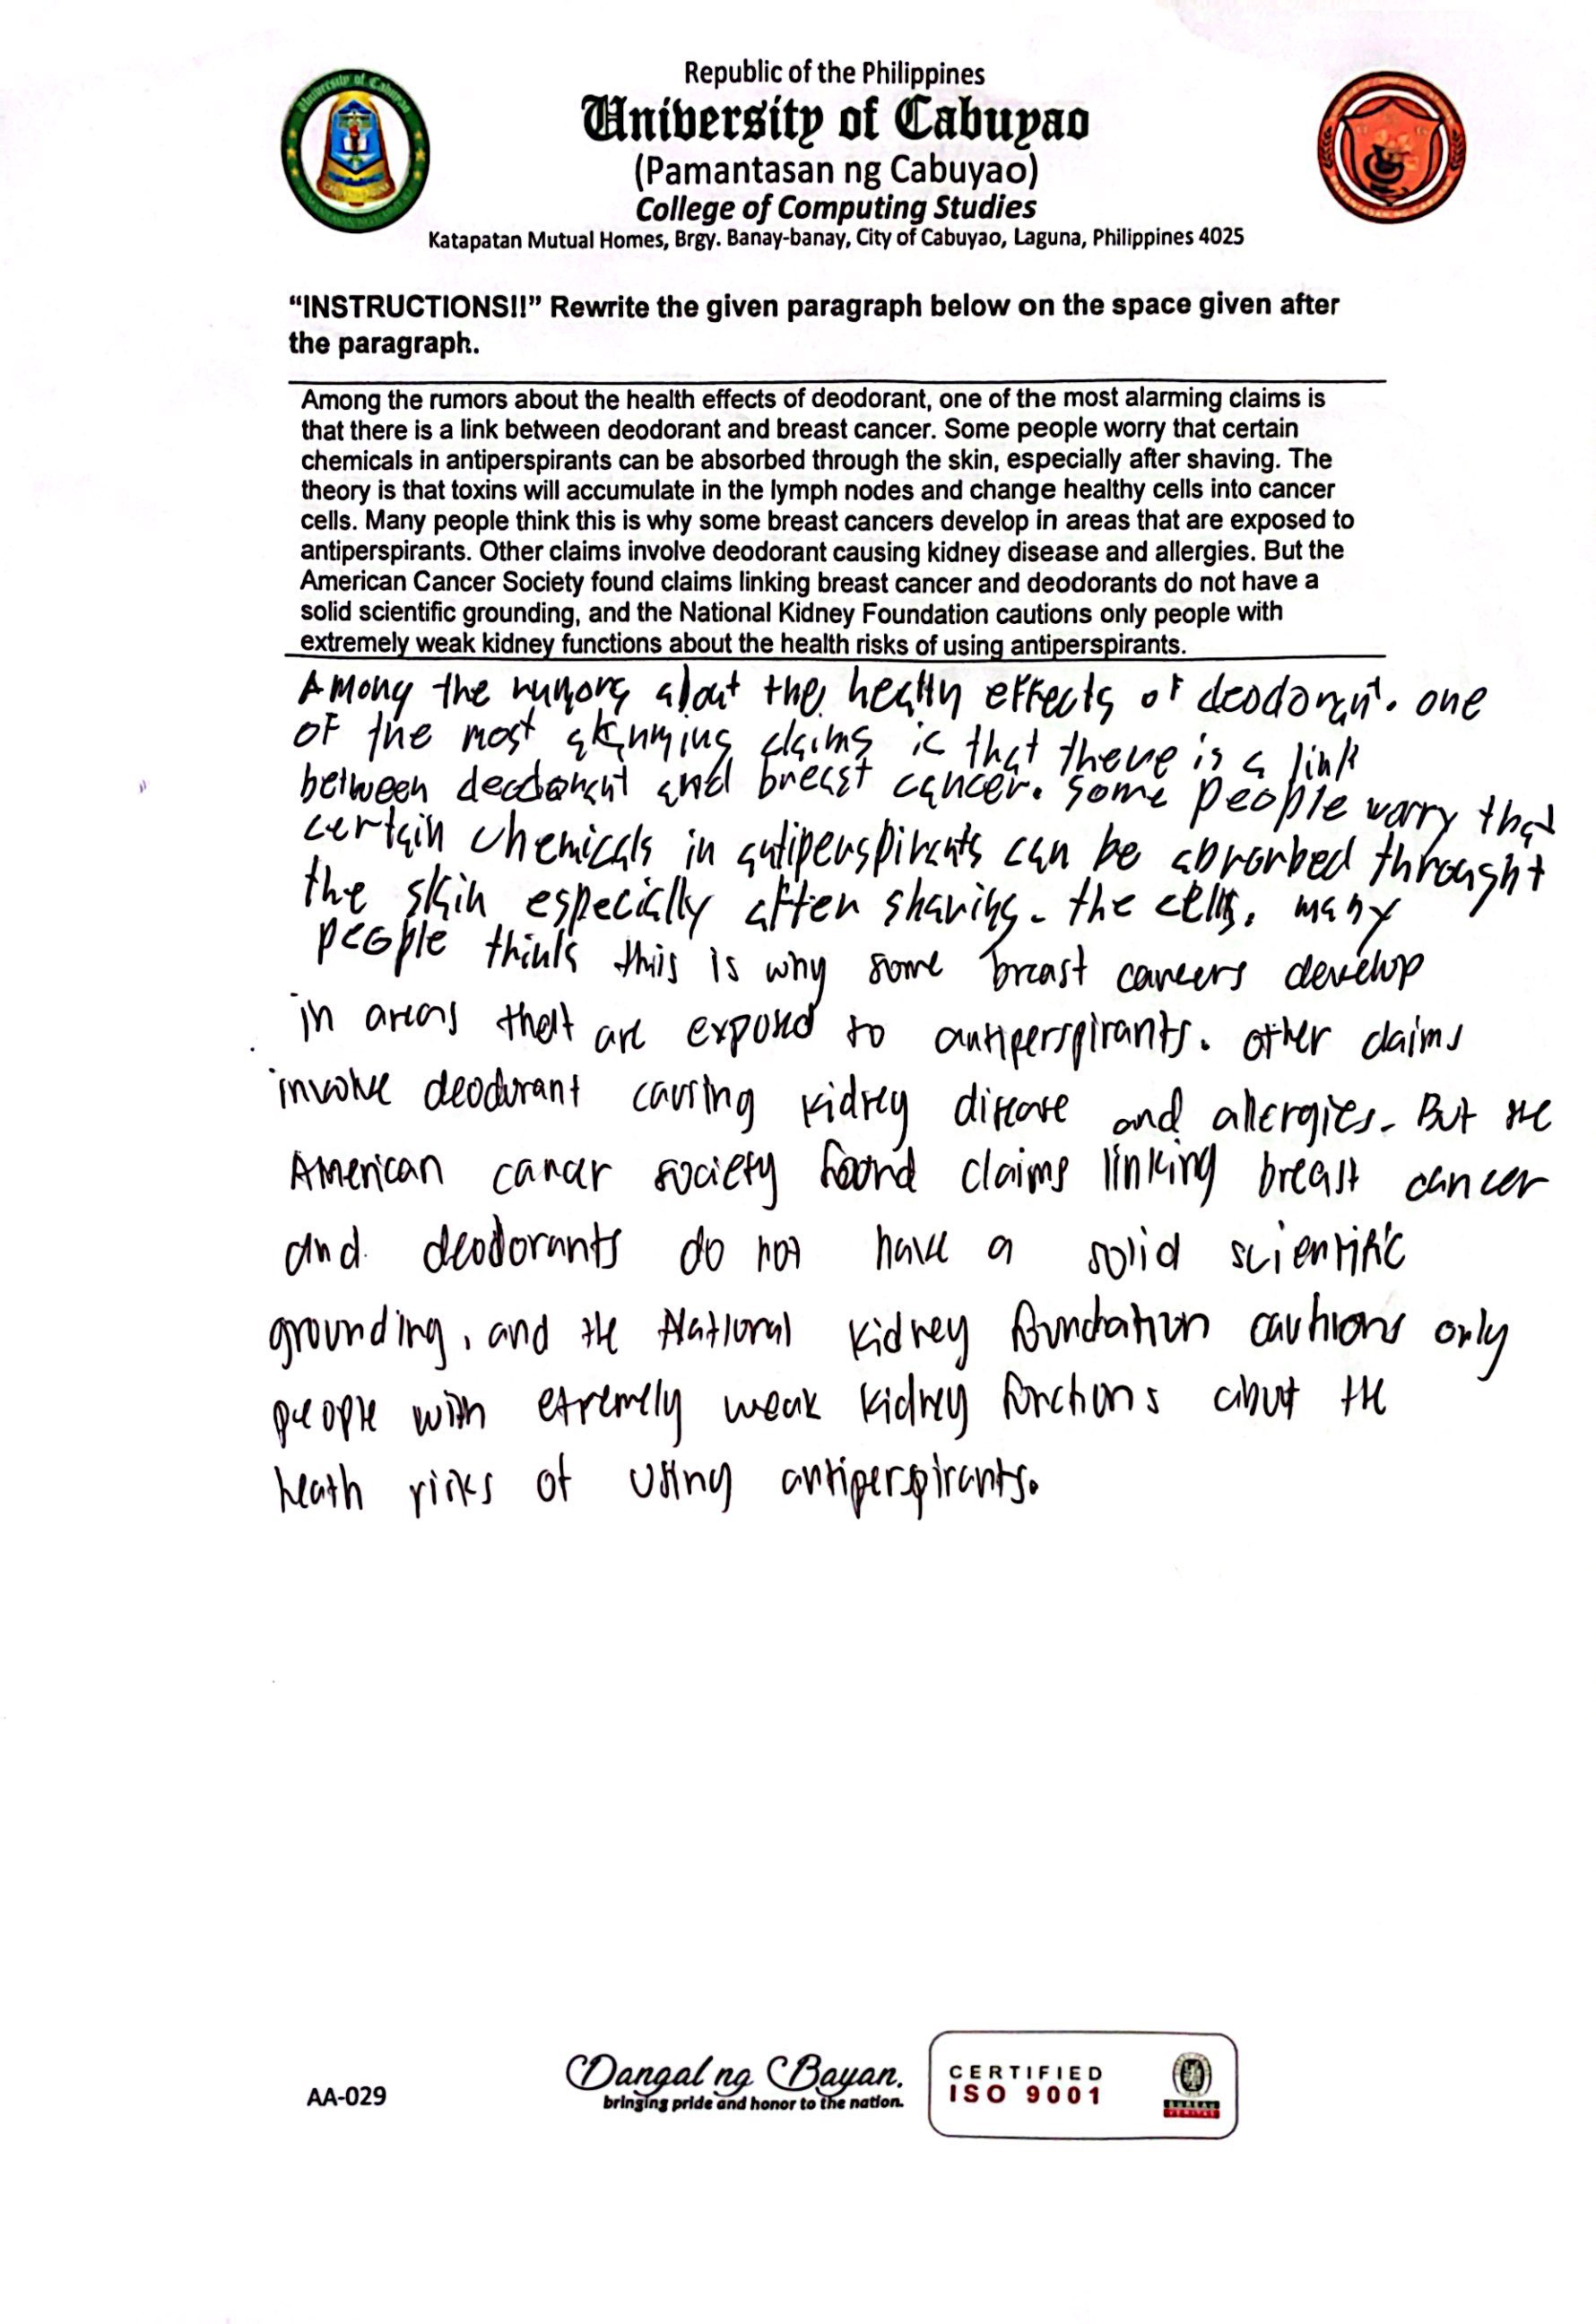 Republic of the Philippines
University of Cabuyao
(Pamantasan ng Cabuyao)
College of Computing Studies
Katapatan Mutual Homes, Brgy. Banay-banay, City of Cabuyao, Laguna, Philippines 4025
“INSTRUCTIONS!!” Rewrite the given paragraph below on the space given after
the paragraph.
Among the rumors about the health effects of deodorant, one of the most alarming claims is
that there is a link between deodorant and breast cancer. Some people worry that certain
chemicals in antiperspirants can be absorbed through the skin, especially after shaving. The
theory is that toxins will accumulate in the lymph nodes and change healthy cells into cancer
cells. Many people think this is why some breast cancers develop in areas that are exposed to
antiperspirants. Other claims involve deodorant causing kidney disease and allergies. But the
American Cancer Society found claims linking breast cancer and deodorants do not have a
solid scientific grounding, and the National Kidney Foundation cautions only people with
extremely weak kidney functions about the health risks of using antiperspirants.
Among the rumors about the health effects of deodorant. one
of the most alarming claims is that there is a link
between deodorant and breast cancer. some people worry that
certain chemicals in antiperspirants can be absorbed throught
the skin especially after shaving. the cells. many
people think this is why some breast cancers develop
in areas that are exposed to antiperspirants. other claims
involve deodorant causing kidney disease and allergies. But the
American cancer society found claims linking breast cancer
and deodorants do not have a solid scientific
grounding, and the National kidney foundation cautions only
people with etremely weak kidney functions about the
heath risks of using antiperspirants.
AA-029
Dangal ng Bayan.
bringing pride and honor to the nation.
CERTIFIED
ISO 9001
BUREAU
VERITAS